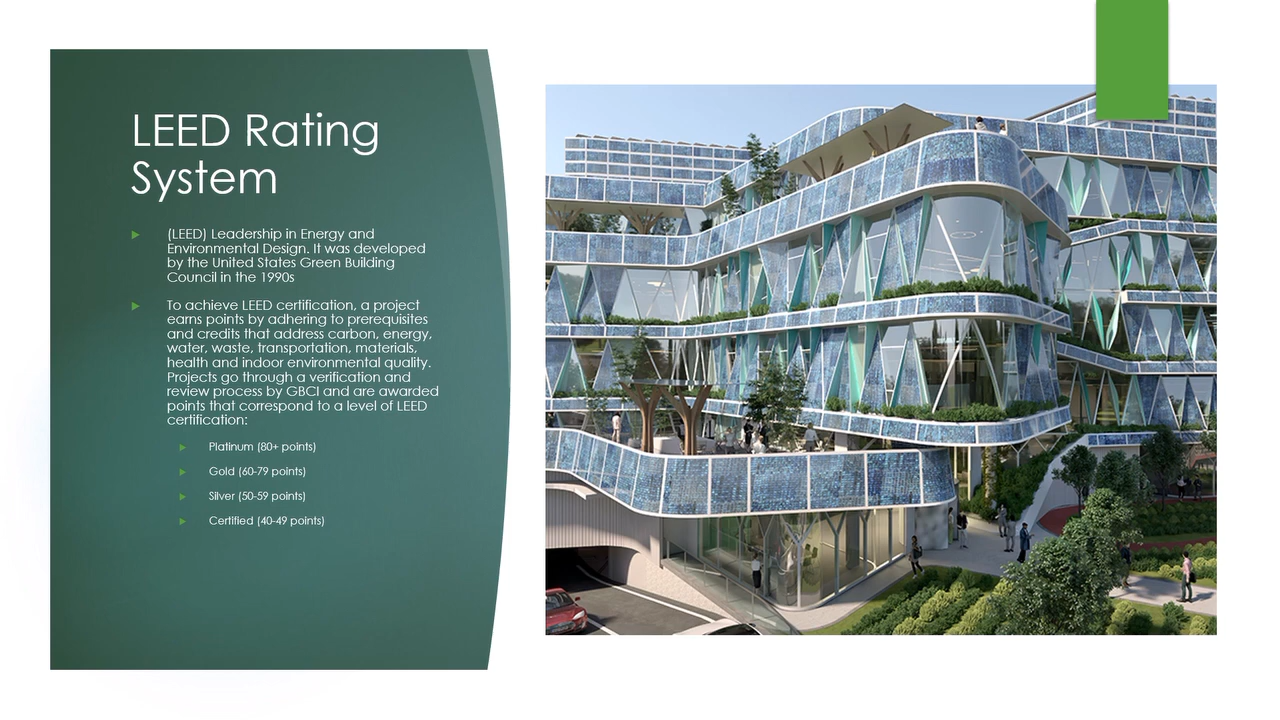 LEED Rating
System
(LEED) Leadership in Energy and
Environmental Design. It was developed
by the United States Green Building
Council in the 1990s
To achieve LEED certification, a project
earns points by adhering to prerequisites
and credits that address carbon, energy,
water, waste, transportation, materials,
health and indoor environmental quality.
Projects go through a verification and
review process by GBCI and are awarded
points that correspond to a level of LEED
certification:
Platinum (80+ points)
Gold (60-79 points)
Silver (50-59 points)
Certified (40-49 points)